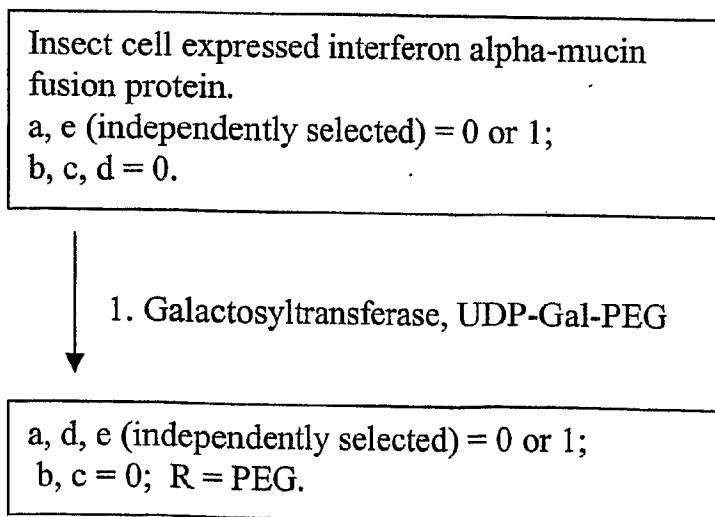 Insect cell expressed interferon alpha-mucin
fusion protein.
a, e (independently selected) = 0 or 1;
b, c, d = 0.
1. Galactosyltransferase, UDP-Gal-PEG
a, d, e (independently selected) = 0 or 1;
b, c = 0; R = PEG.